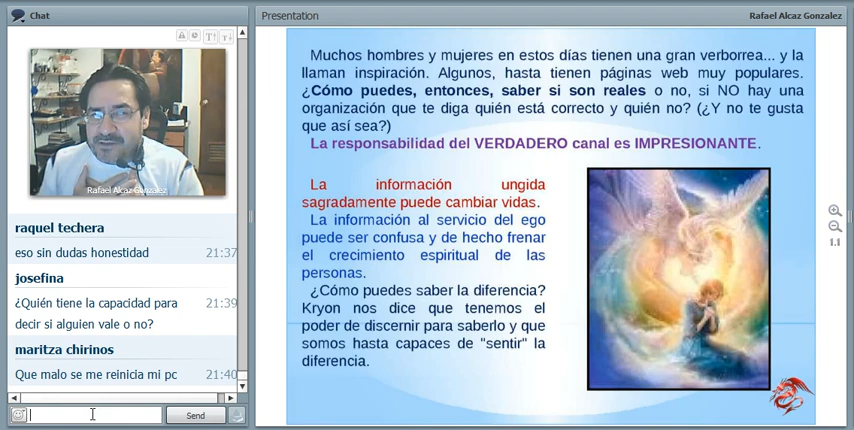 Chat
Rafael Alcaz Gonzalez
raquel techera
eso sin dudas honestidad 21:37
josefina
¿Quién tiene la capacidad para 21:39
decir si alguien vale o no?
maritza chirinos
Que malo se me reinicia mi pc 21:40
Send
Presentation Rafael Alcaz Gonzalez
Muchos hombres y mujeres en estos días tienen una gran verborrea... y la
llaman inspiración. Algunos, hasta tienen páginas web muy populares.
¿Cómo puedes, entonces, saber si son reales o no, si NO hay una
organización que te diga quién está correcto y quién no? (¿Y no te gusta
que así sea?)
La responsabilidad del VERDADERO canal es IMPRESIONANTE.
La información ungida
sagradamente puede cambiar vidas.
La información al servicio del ego
puede ser confusa y de hecho frenar
el crecimiento espiritual de las
personas.
¿Cómo puedes saber la diferencia?
Kryon nos dice que tenemos el
poder de discernir para saberlo y que
somos hasta capaces de "sentir" la
diferencia.
1:1